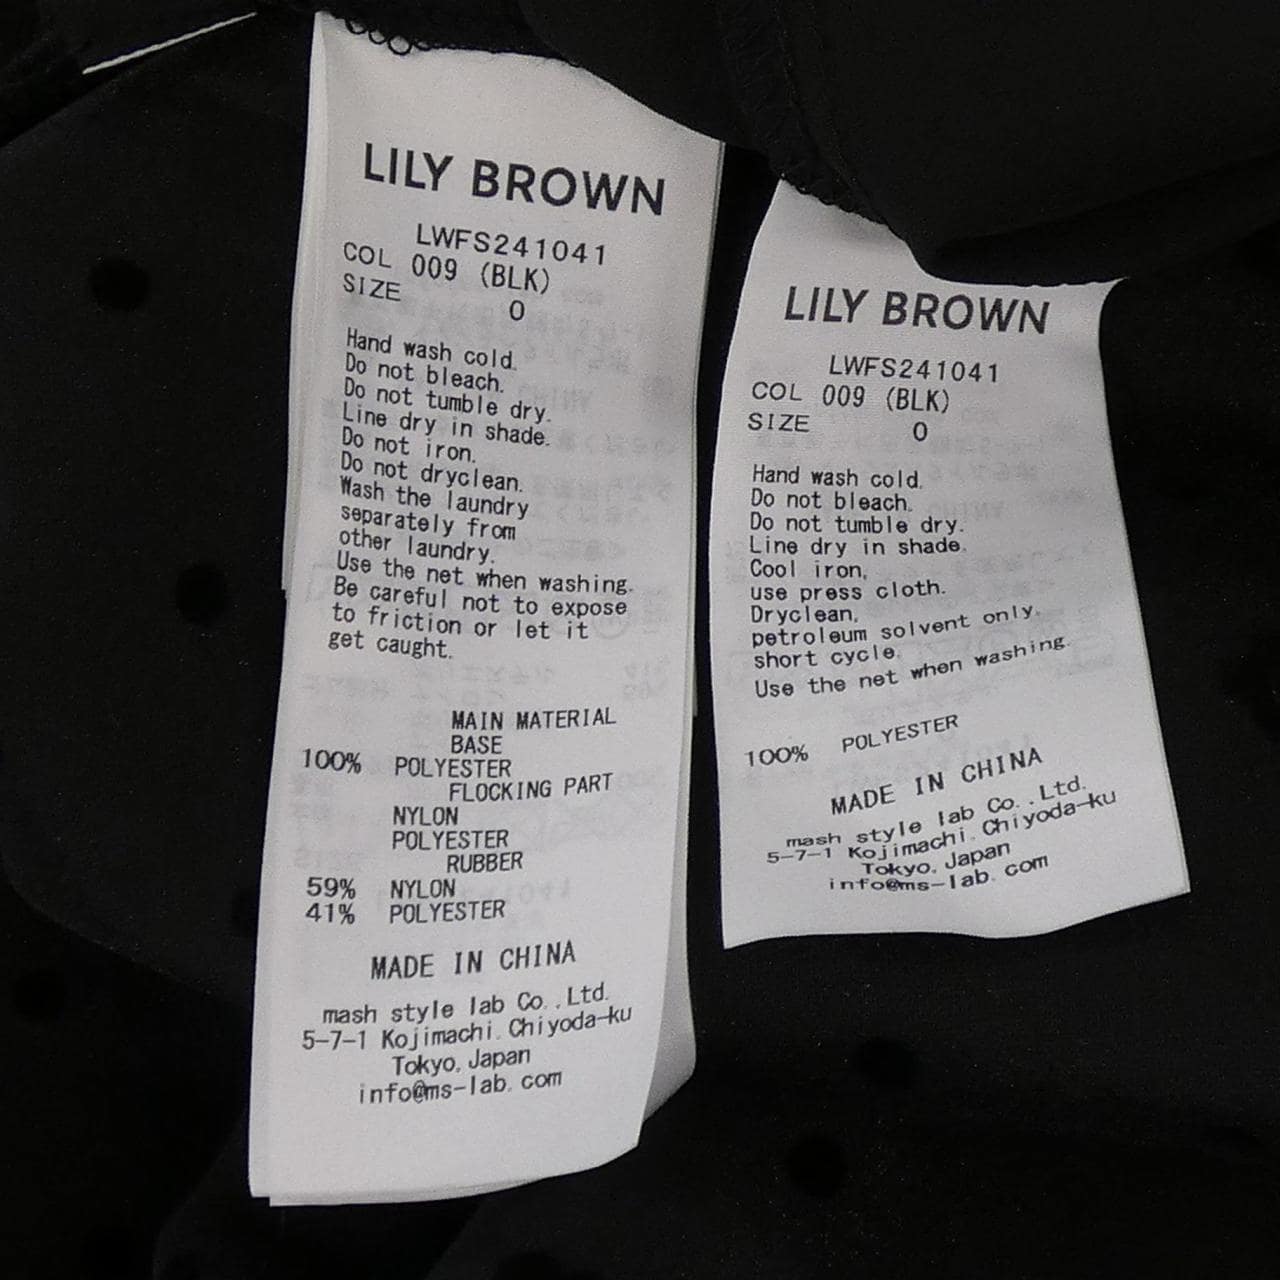 LILY BROWN
LWFS241041
COL 009 (BLK)
SIZE 0
Hand wash cold.
Do not bleach.
Do not tumble dry.
Line dry in shade.
Do not iron.
Do not dryclean.
Wash the laundry
separately from
other laundry.
Use the net when washing.
Be careful not to expose
to friction or let it
get caught.
MAIN MATERIAL
BASE
100% POLYESTER
FLOCKING PART
NYLON
POLYESTER
RUBBER
59% NYLON
41% POLYESTER
MADE IN CHINA
mash style lab Co.,Ltd.
5-7-1 Kojimachi.Chiyoda-ku
Tokyo, Japan
info@ms-lab.com
LILY BROWN
LWFS241041
COL 009 (BLK)
SIZE 0
Hand wash cold.
Do not bleach.
Do not tumble dry.
Line dry in shade.
Cool iron,
use press cloth.
Dryclean,
petroleum solvent only,
short cycle.
Use the net when washing.
100% POLYESTER
MADE IN CHINA
mash style lab Co.,Ltd.
5-7-1 Kojimachi.Chiyoda-ku
Tokyo, Japan
info@ms-lab.com